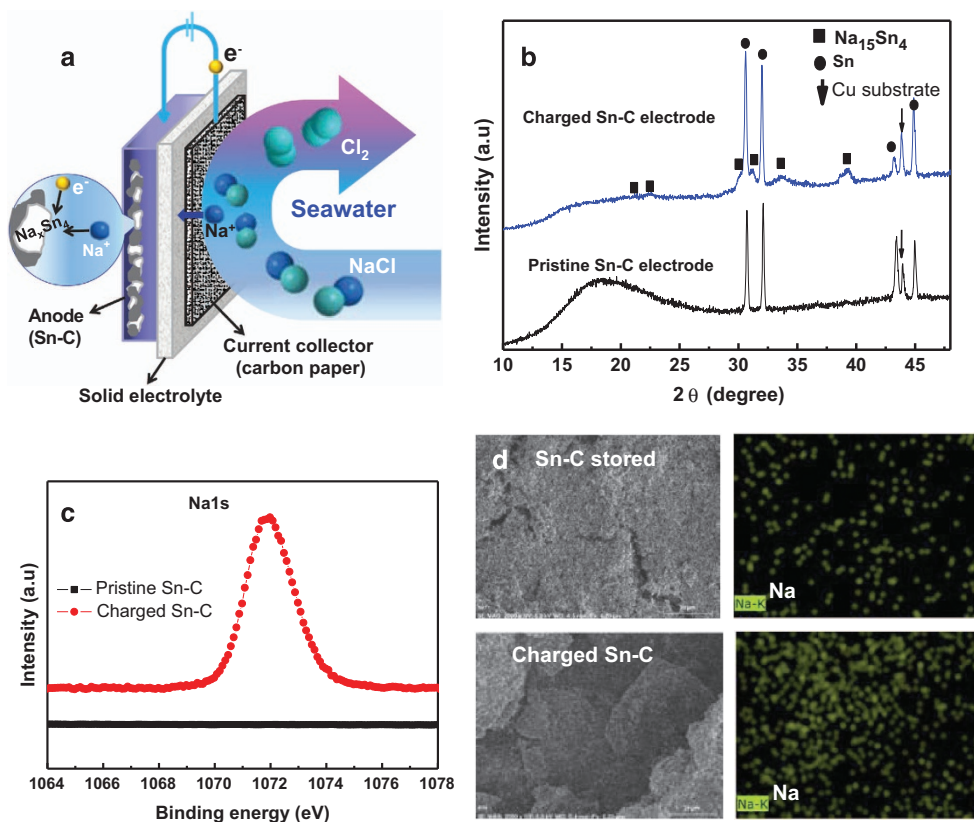 a
e-
Cl2
Seawater
e-
NaxSn4
Na+
Na+
NaCl
Anode
(Sn-C)
Current collector
(carbon paper)
Solid electrolyte
b
Na15Sn4
Sn
Cu substrate
Charged Sn-C electrode
Pristine Sn-C electrode
Intensity (a.u)
10 15 20 25 30 35 40 45
2 θ (degree)
c
Na1s
Pristine Sn-C
Charged Sn-C
Intensity (a.u)
1064 1066 1068 1070 1072 1074 1076 1078
Binding energy (eV)
d
Sn-C stored
Na-K
Na
Charged Sn-C
Na-K
Na